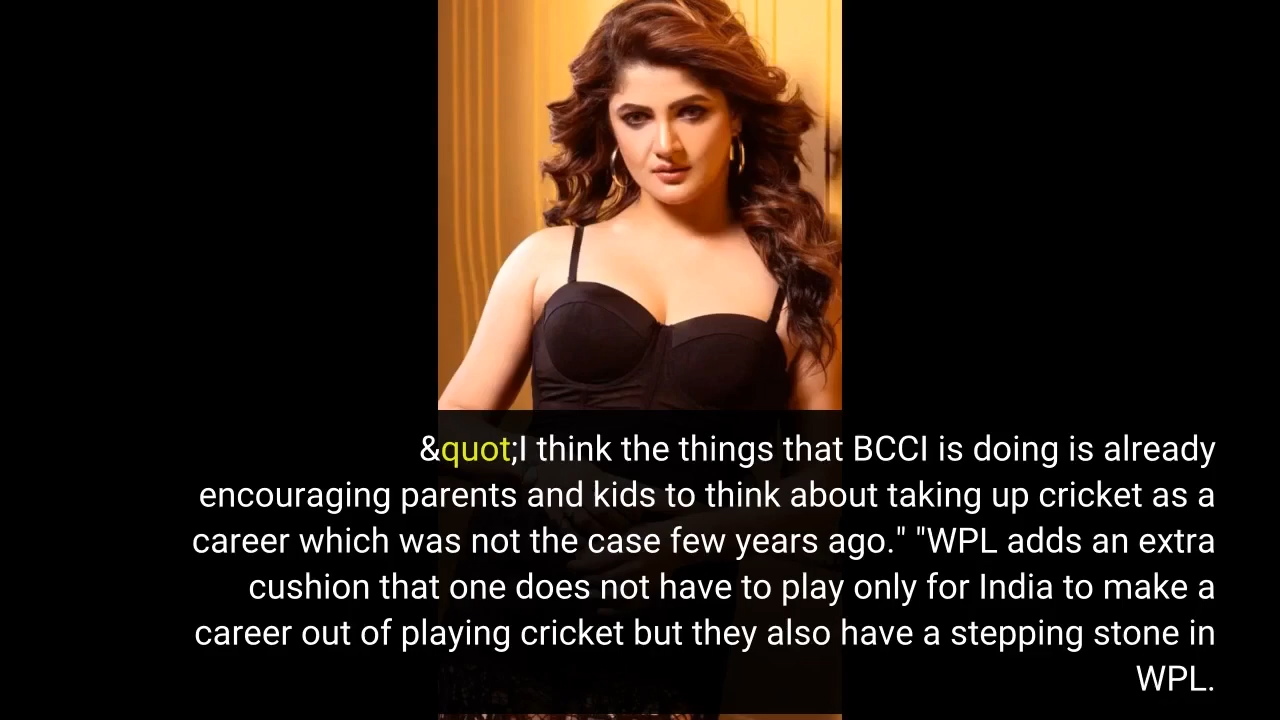 &quot;I think the things that BCCI is doing is already
encouraging parents and kids to think about taking up cricket as a
career which was not the case few years ago." "WPL adds an extra
cushion that one does not have to play only for India to make a
career out of playing cricket but they also have a stepping stone in
WPL.